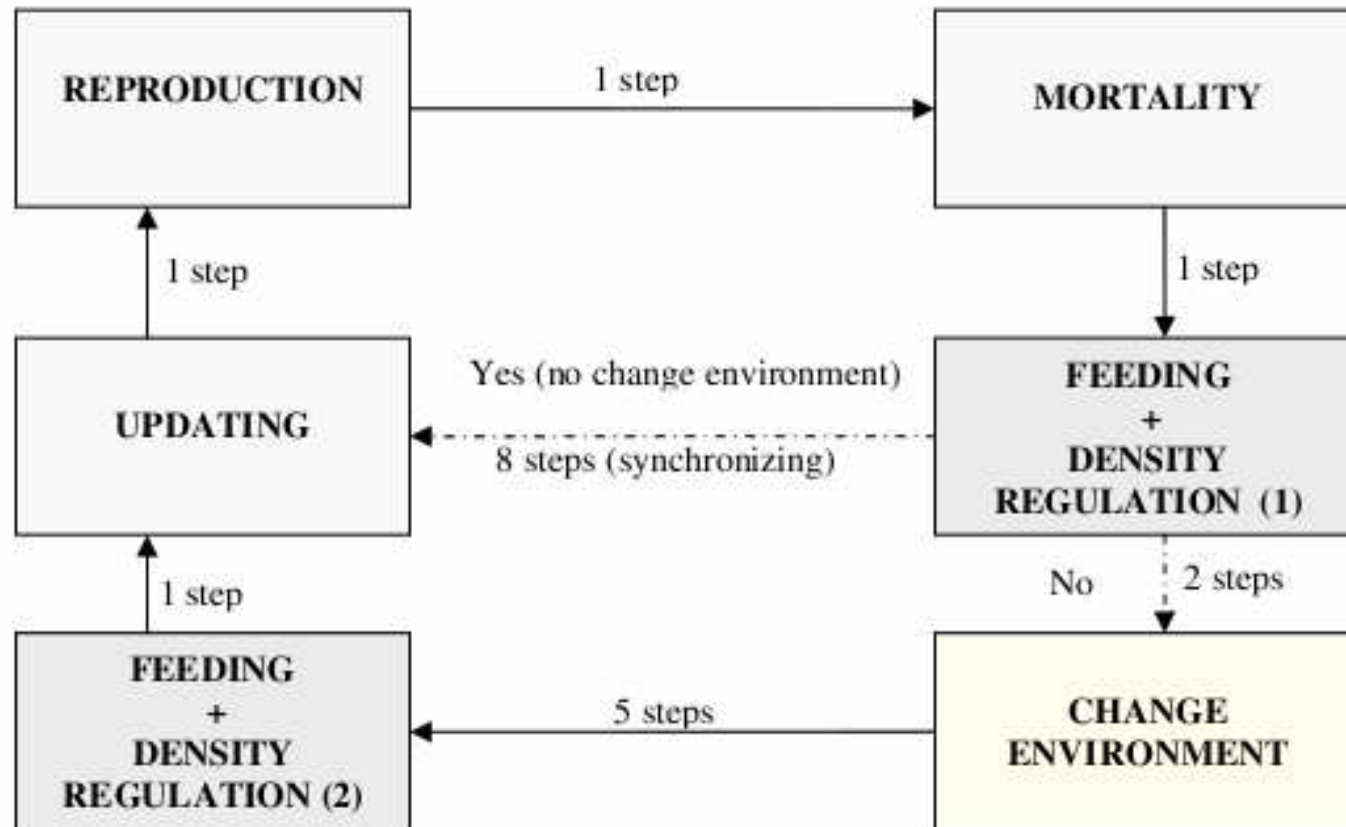 REPRODUCTION
1 step
MORTALITY
1 step
1 step
UPDATING
Yes (no change environment)
8 steps (synchronizing)
FEEDING
+
DENSITY
REGULATION (1)
1 step
No
2 steps
FEEDING
+
DENSITY
REGULATION (2)
5 steps
CHANGE
ENVIRONMENT